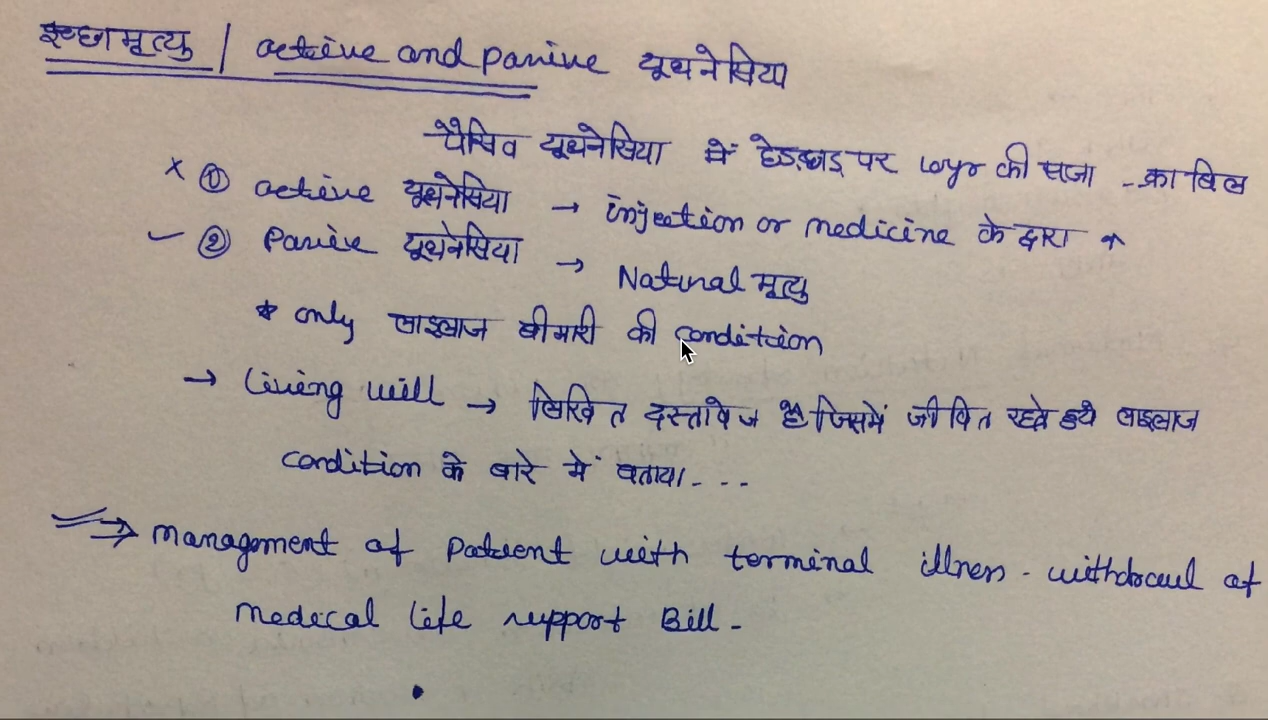 इच्छामृत्यु / active and passive यूथनेसिया
पैसिव यूथनेसिया में छेड़छाड़ पर 10yr की सजा - का बिल
x ① active यूथनेसिया → injection or medicine के द्वारा
✓ ② Passive यूथनेसिया → Natural मृत्यु
* only लाइलाज बीमारी की condition
→ Living will → लिखित दस्तावेज है जिसमें जीवित रहते हुये लाइलाज
condition के बारे में बताया - - -
⇒ management of patient with terminal illness - withdrawl of
medical life support Bill -